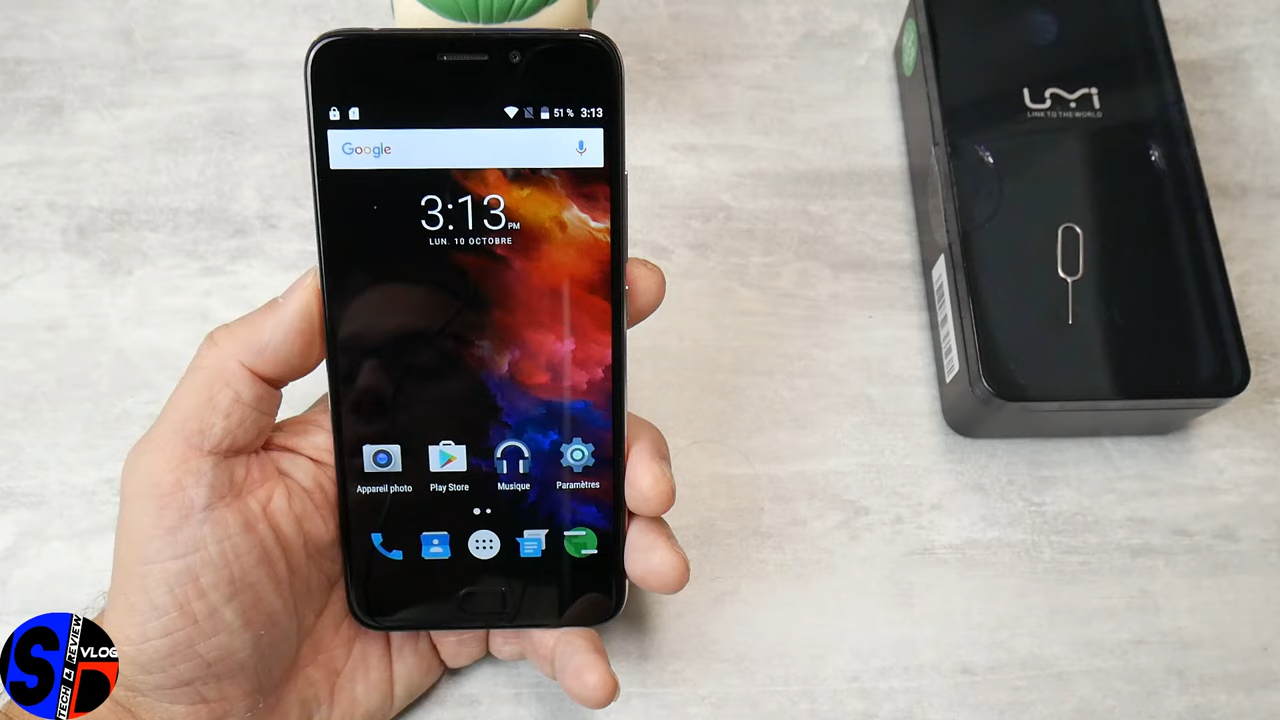 51 % 3:13
Google
3:13 PM
LUN. 10 OCTOBRE
Appareil photo Play Store Musique Paramètres
UMi
LINK TO THE WORLD
SD
TECH & REVIEW
VLOG